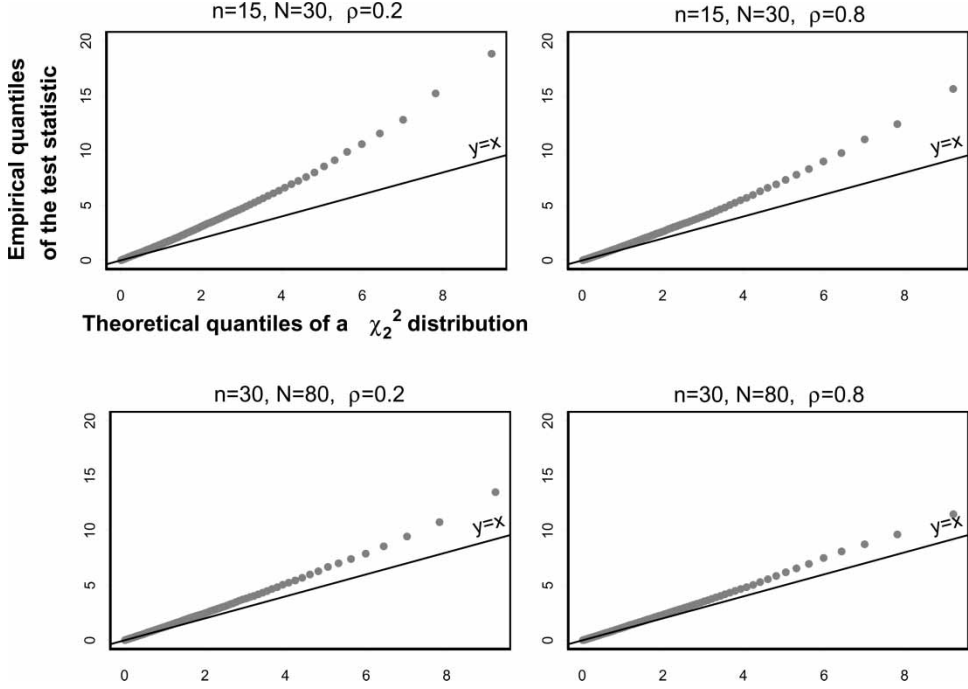 n=15, N=30, ρ=0.2
n=15, N=30, ρ=0.8
Empirical quantiles
of the test statistic
20
15
10
5
0
y=x
0 2 4 6 8
20
15
10
5
0
y=x
0 2 4 6 8
Theoretical quantiles of a χ₂² distribution
n=30, N=80, ρ=0.2
n=30, N=80, ρ=0.8
20
15
10
5
0
y=x
0 2 4 6 8
20
15
10
5
0
y=x
0 2 4 6 8